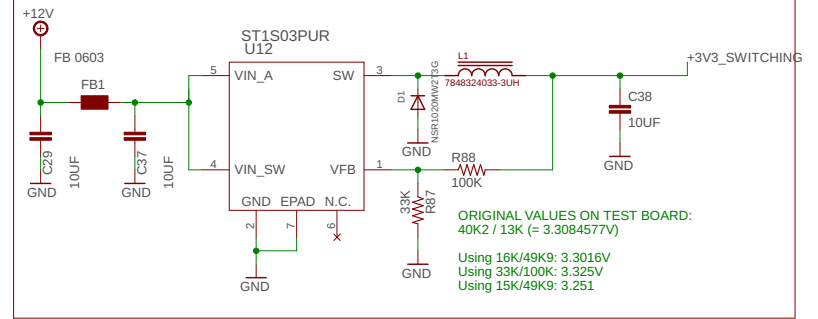 +12V
FB 0603
FB1
C29
10UF
GND
C37
10UF
GND
ST1S03PUR
U12
5
VIN_A
SW
3
4
VIN_SW
VFB
1
GND
EPAD
N.C.
2
7
6
GND
D1
NSR1020MW2T3G
GND
L1
7848324033-3UH
+3V3_SWITCHING
C38
10UF
GND
R88
100K
33K
R87
GND
ORIGINAL VALUES ON TEST BOARD:
40K2 / 13K (= 3.3084577V)
Using 16K/49K9: 3.3016V
Using 33K/100K: 3.325V
Using 15K/49K9: 3.251